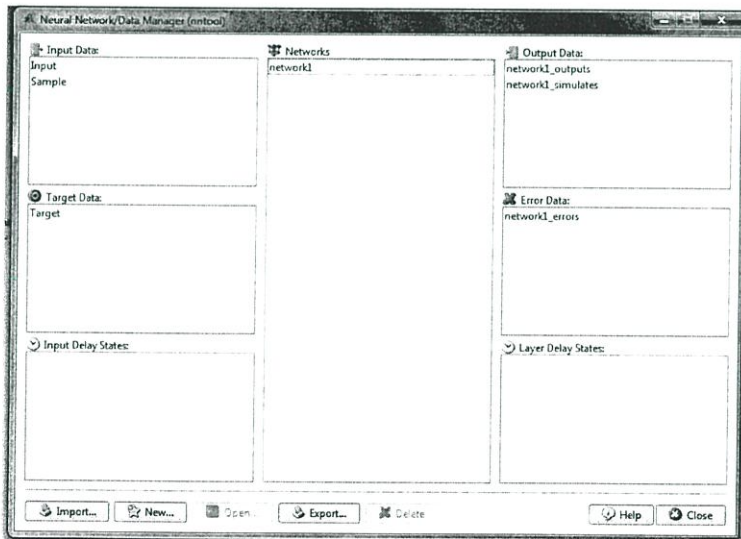 Neural Network/Data Manager (nntool)
Input Data:
Input
Sample
Networks
network1
Output Data:
network1_outputs
network1_simulates
Target Data:
Target
Error Data:
network1_errors
Input Delay States:
Layer Delay States:
Import...
New...
Open...
Export...
Delete
Help
Close